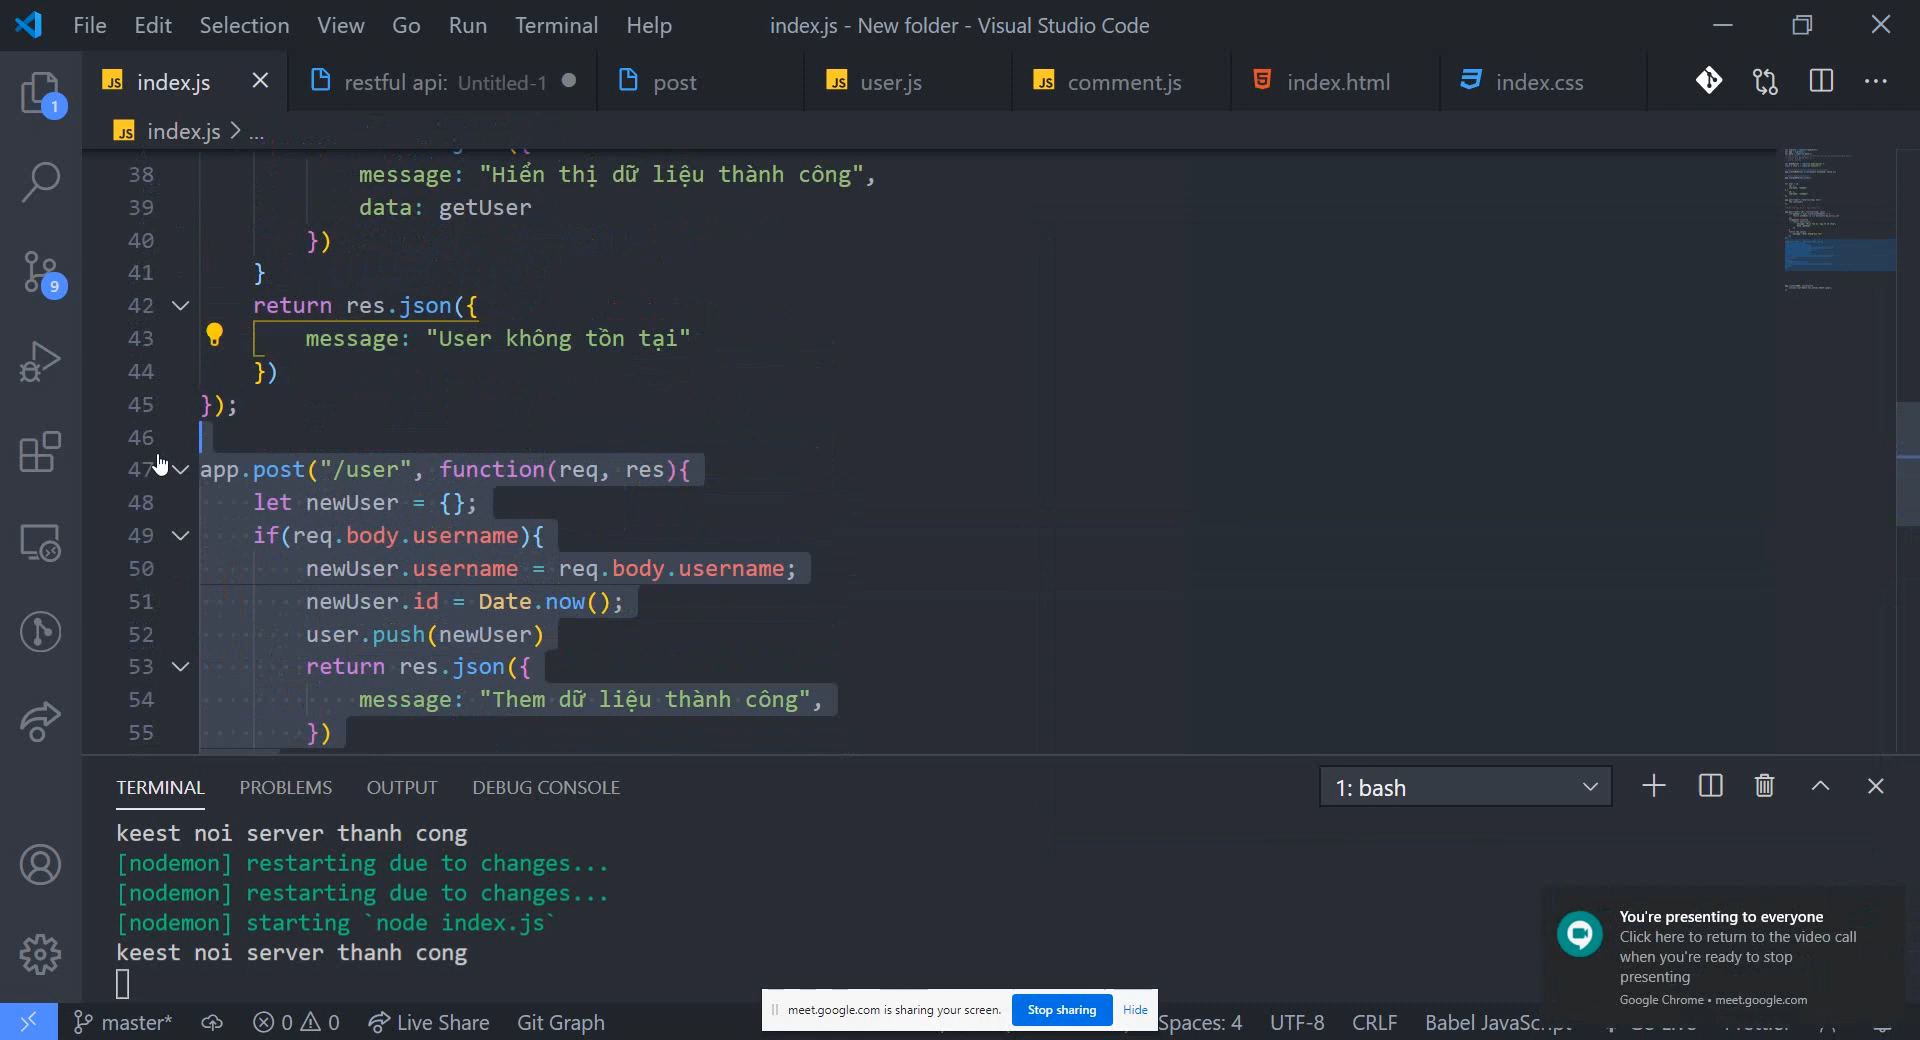 File Edit Selection View Go Run Terminal Help
index.js - New folder - Visual Studio Code
index.js
restful api: Untitled-1
post
user.js
comment.js
index.html
index.css
index.js > ...
38 message: "Hiển thị dữ liệu thành công",
39 data: getUser
40 })
41 }
42 return res.json({
43 message: "User không tồn tại"
44 })
45 });
46
47 app.post("/user", function(req, res){
48 let newUser = {};
49 if(req.body.username){
50 newUser.username = req.body.username;
51 newUser.id = Date.now();
52 user.push(newUser)
53 return res.json({
54 message: "Them dữ liệu thành công",
55 })
1
9
TERMINAL PROBLEMS OUTPUT DEBUG CONSOLE
1: bash
keest noi server thanh cong
[nodemon] restarting due to changes...
[nodemon] restarting due to changes...
[nodemon] starting `node index.js`
keest noi server thanh cong
You're presenting to everyone
Click here to return to the video call
when you're ready to stop
presenting
Google Chrome • meet.google.com
meet.google.com is sharing your screen. Stop sharing Hide
master* 0 0 Live Share Git Graph
Spaces: 4 UTF-8 CRLF Babel JavaScript